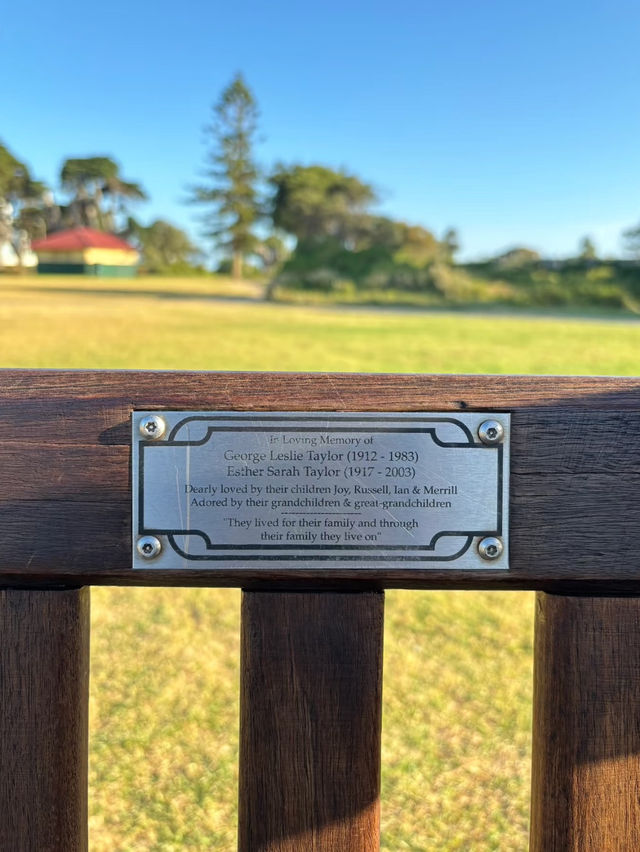 In Loving Memory of
George Leslie Taylor (1912 - 1983)
Esther Sarah Taylor (1917 - 2003)
Dearly loved by their children Joy, Russell, Ian & Merrill
Adored by their grandchildren & great-grandchildren
"They lived for their family and through
their family they live on"